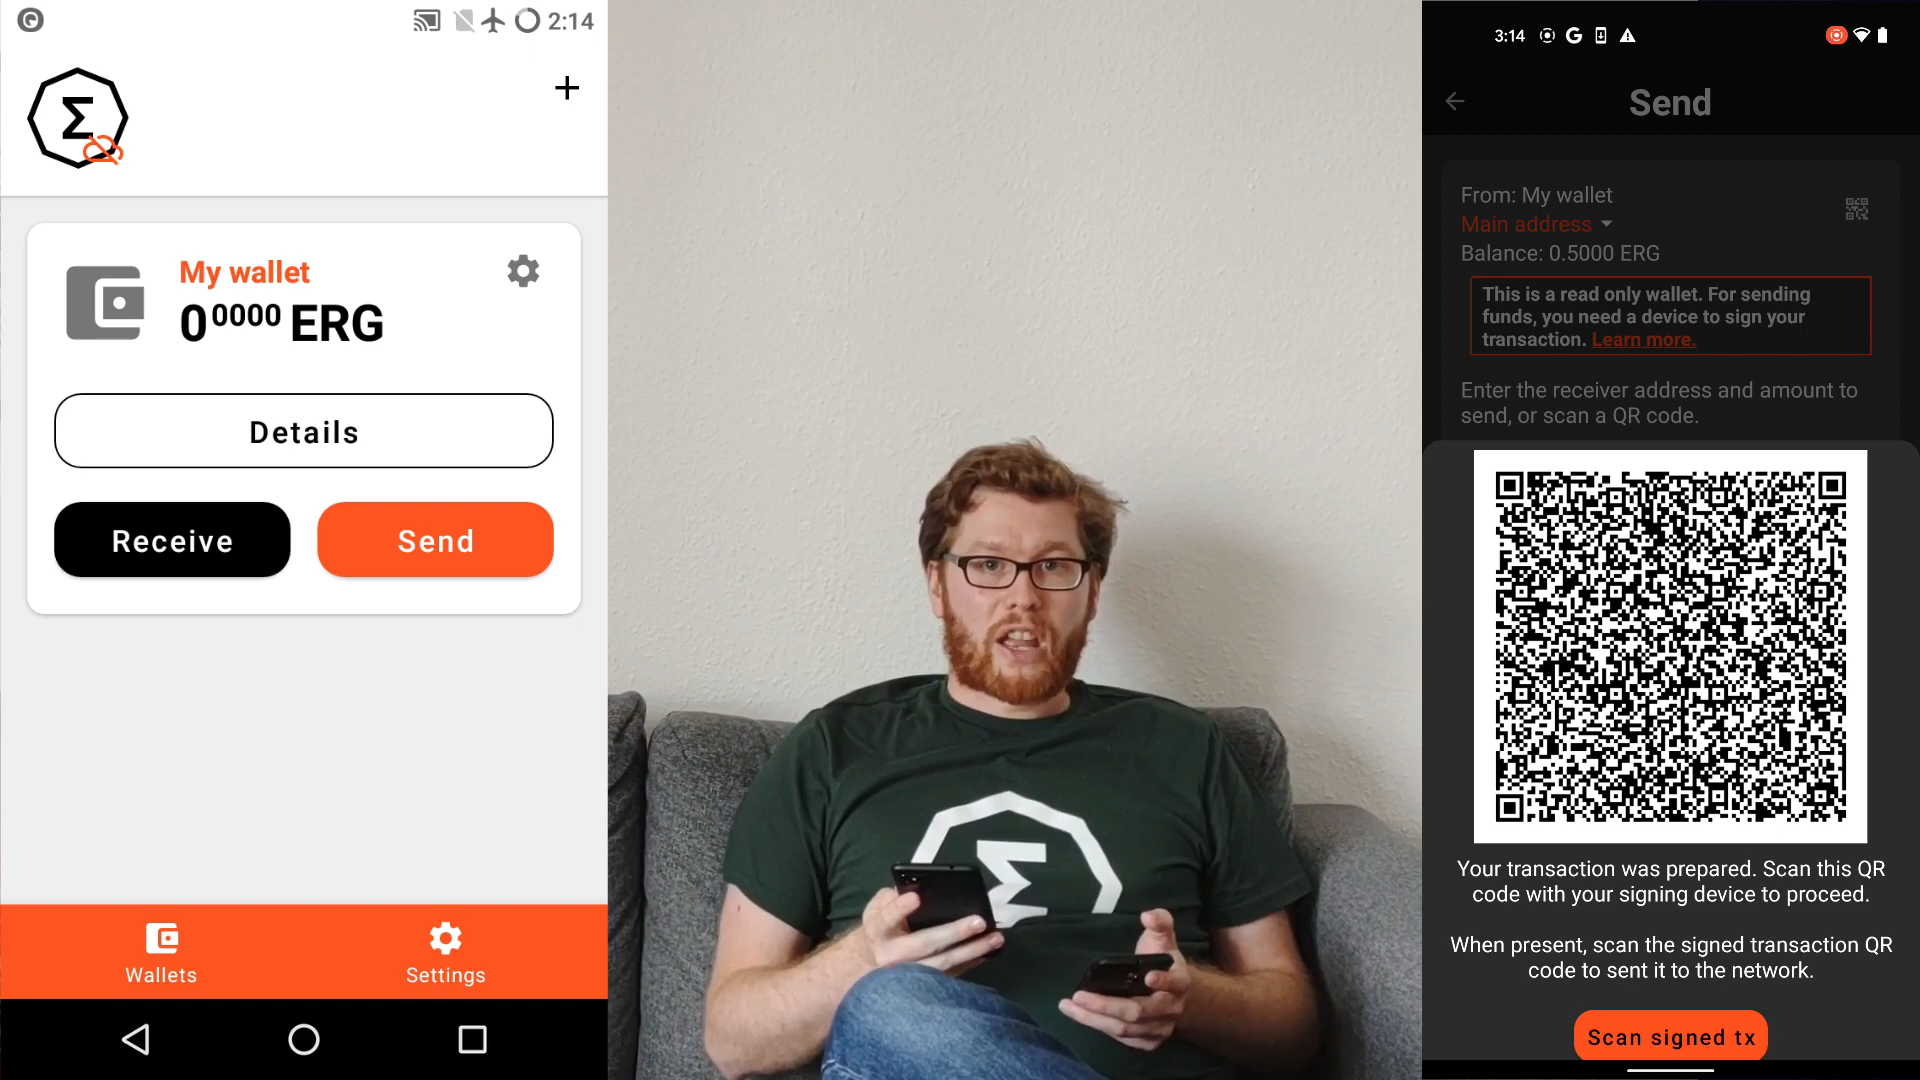 2:14
Σ
My wallet
0 0000 ERG
Details
Receive
Send
Wallets
Settings
Σ
3:14
Send
From: My wallet
Main address
Balance: 0.5000 ERG
This is a read only wallet. For sending
funds, you need a device to sign your
transaction. Learn more.
Enter the receiver address and amount to
send, or scan a QR code.
Your transaction was prepared. Scan this QR
code with your signing device to proceed.
When present, scan the signed transaction QR
code to sent it to the network.
Scan signed tx